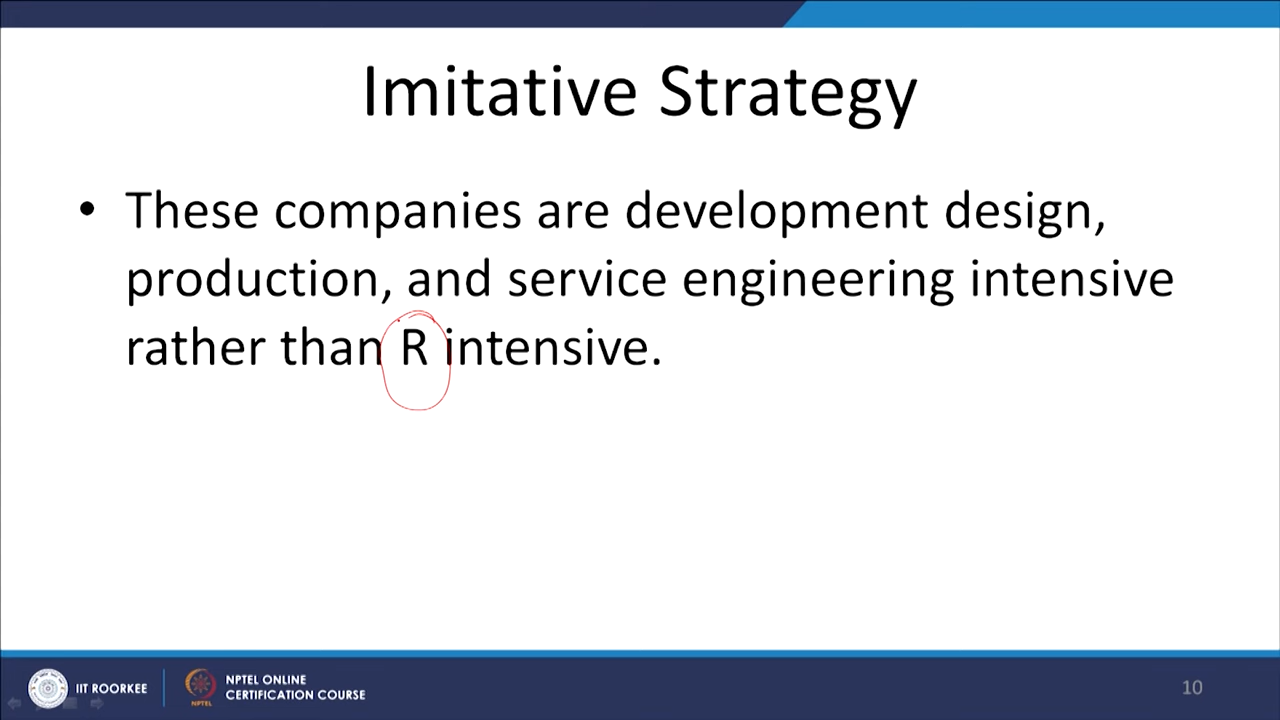 Imitative Strategy
• These companies are development design,
production, and service engineering intensive
rather than R intensive.
IIT ROORKEE
NPTEL
NPTEL ONLINE
CERTIFICATION COURSE
10